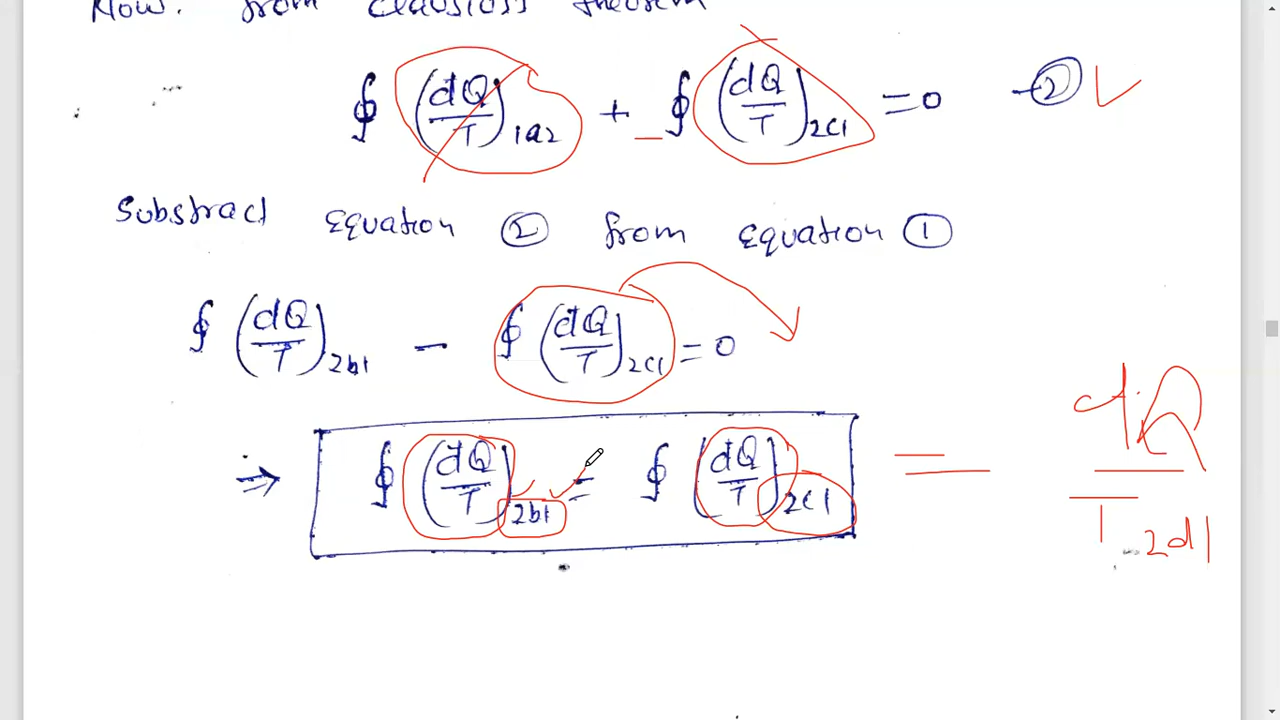 Now. from Clausious theorem
∮ (dQ/T)1a2 + ∮ (dQ/T)2c1 = 0 — ②
Substract Equation ② from equation ①
∮ (dQ/T)2b1 − ∮ (dQ/T)2c1 = 0
⇒ ∮ (dQ/T)2b1 = ∮ (dQ/T)2c1 = dQ/T 2d1